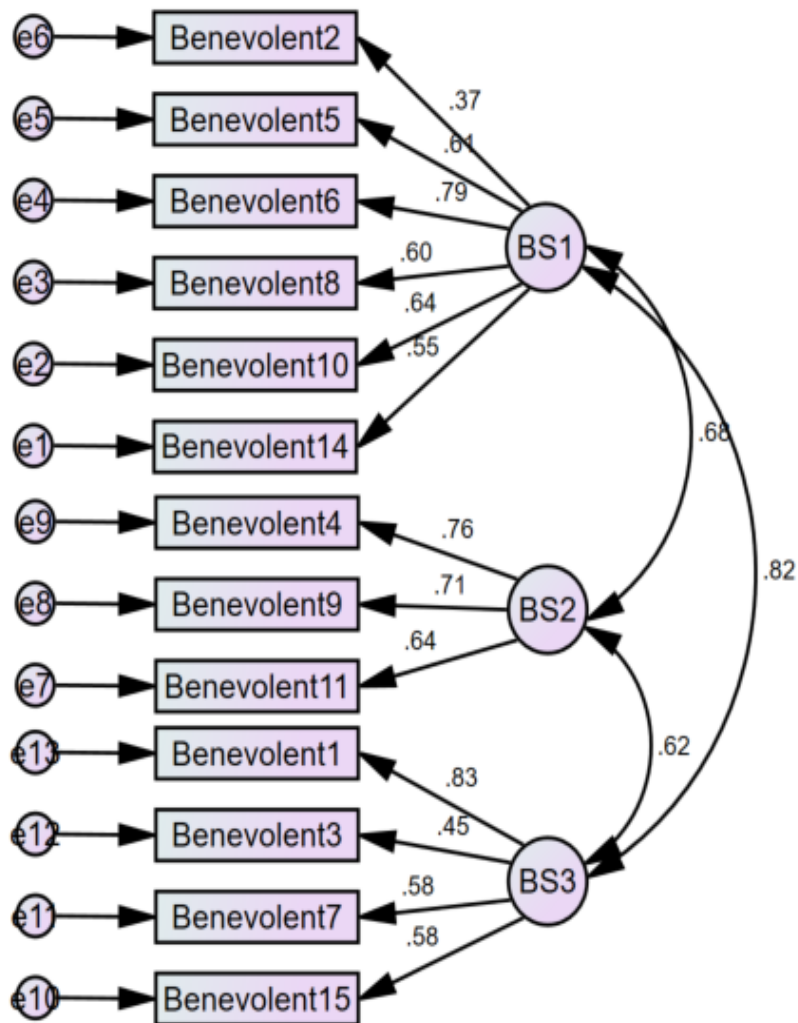 e6 Benevolent2
.37
e5 Benevolent5
.61
e4 Benevolent6
.79
BS1
e3 Benevolent8
.60
.64
e2 Benevolent10
.55
e1 Benevolent14
.68
e9 Benevolent4
.76
.82
e8 Benevolent9
.71
BS2
.64
e7 Benevolent11
e13 Benevolent1
.62
.83
e12 Benevolent3
.45
BS3
.58
e11 Benevolent7
.58
e10 Benevolent15